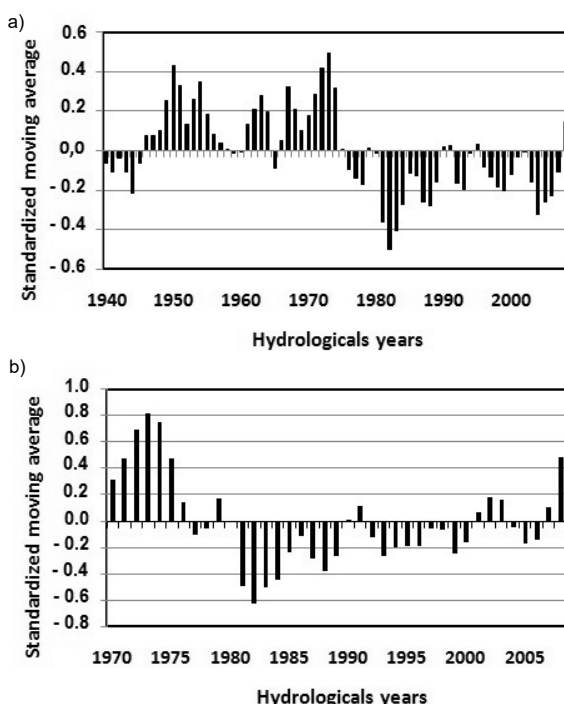 a)
Standardized moving average
0.6
0.4
0.2
0.0
- 0.2
- 0.4
- 0.6
1940 1950 1960 1970 1980 1990 2000
Hydrologicals years
b)
Standardized moving average
1.0
0.8
0.6
0.4
0.2
0.0
- 0.2
- 0.4
- 0.6
- 0.8
1970 1975 1980 1985 1990 1995 2000 2005
Hydrologicals years